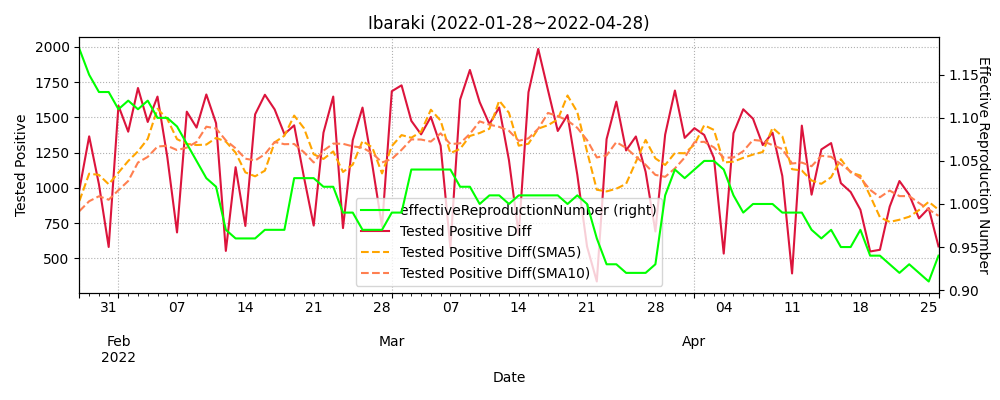 Ibaraki (2022-01-28~2022-04-28)
Tested Positive
2000
1750
1500
1250
1000
750
500
Effective Reproduction Number
1.15
1.10
1.05
1.00
0.95
0.90
effectiveReproductionNumber (right)
Tested Positive Diff
Tested Positive Diff(SMA5)
Tested Positive Diff(SMA10)
31 07 14 21 28 07 14 21 28 04 11 18 25
Feb Mar Apr
2022
Date